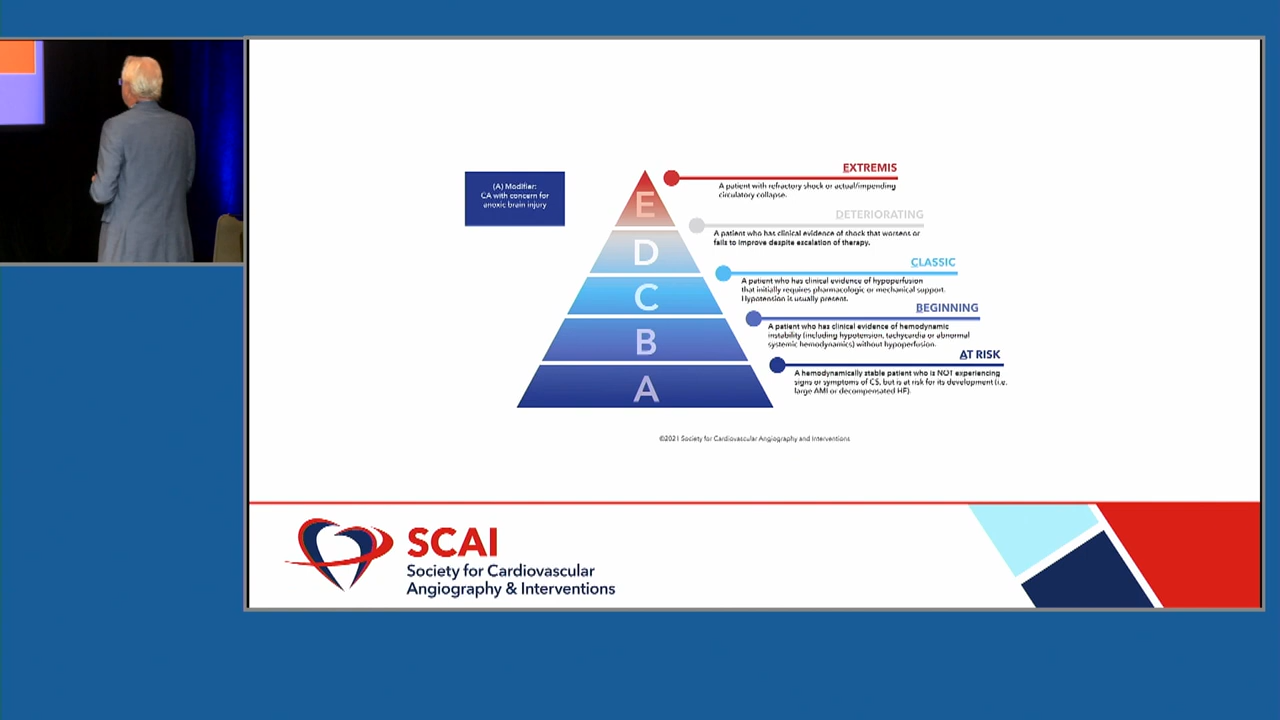 (A) Modifier:
CA with concern for
anoxic brain injury
E
D
C
B
A
EXTREMIS
A patient with refractory shock or actual/impending
circulatory collapse.
DETERIORATING
A patient who has clinical evidence of shock that worsens or
fails to improve despite escalation of therapy.
CLASSIC
A patient who has clinical evidence of hypoperfusion
that initially requires pharmacologic or mechanical support.
Hypotension is usually present.
BEGINNING
A patient who has clinical evidence of hemodynamic
instability (including hypotension, tachycardia or abnormal
systemic hemodynamics) without hypoperfusion.
AT RISK
A hemodynamically stable patient who is NOT experiencing
signs or symptoms of CS, but is at risk for its development (i.e.
large AMI or decompensated HF).
©2021 Society for Cardiovascular Angiography and Interventions
SCAI
Society for Cardiovascular
Angiography & Interventions